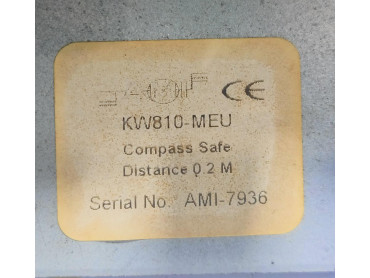 CE
KW810-MEU
Compass Safe
Distance 0.2 M
Serial No: AMI-7936